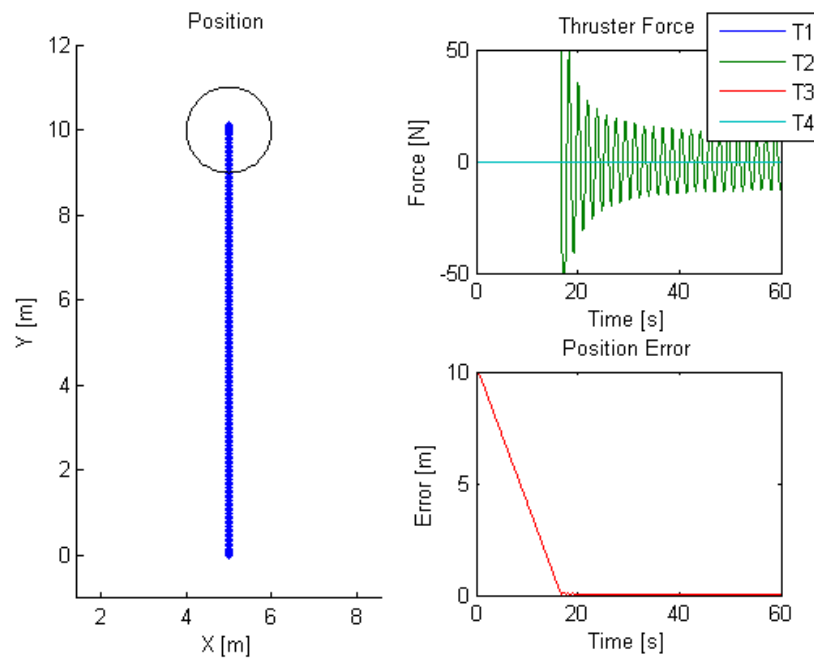 Position
12
10
8
6
4
2
0
Y [m]
2
4
6
8
X [m]
Thruster Force
T1
T2
T3
T4
50
0
-50
Force [N]
0
20
40
60
Time [s]
Position Error
10
5
0
Error [m]
0
20
40
60
Time [s]